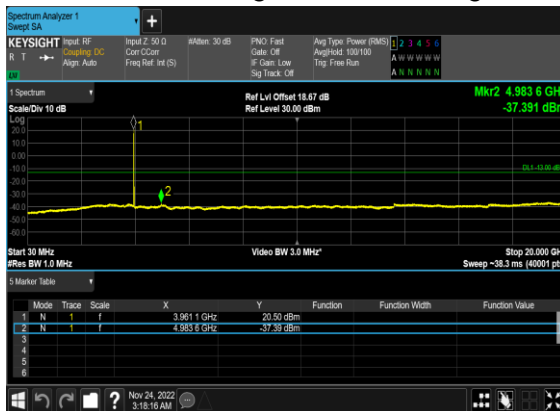 Spectrum Analyzer 1
Swept SA
KEYSIGHT Input: RF Input Z: 50 Ω #Atten: 30 dB PNO: Fast Avg Type: Power (RMS) 1 2 3 4 5 6
R T Coupling: DC Corr CCorr Gate: Off Avg|Hold: 100/100 A W W W W W
Align: Auto Freq Ref: Int (S) IF Gain: Low Trig: Free Run
LXI Sig Track: Off A N N N N N
1 Spectrum Ref Lvl Offset 18.67 dB Mkr2 4.983 6 GH
Scale/Div 10 dB Ref Level 30.00 dBm -37.391 dB
Log
20.0 1
10.0
0.00
-10.0 DL1 -13.00 dB
-20.0
-30.0 2
-40.0
-50.0
-60.0
Start 30 MHz Video BW 3.0 MHz* Stop 20.000 G
#Res BW 1.0 MHz Sweep ~38.3 ms (40001 pt
5 Marker Table
Mode Trace Scale X Y Function Function Width Function Value
1 N 1 f 3.961 1 GHz 20.50 dBm
2 N 1 f 4.983 6 GHz -37.39 dBm
3
4
5
6
? Nov 24, 2022
3:18:16 AM